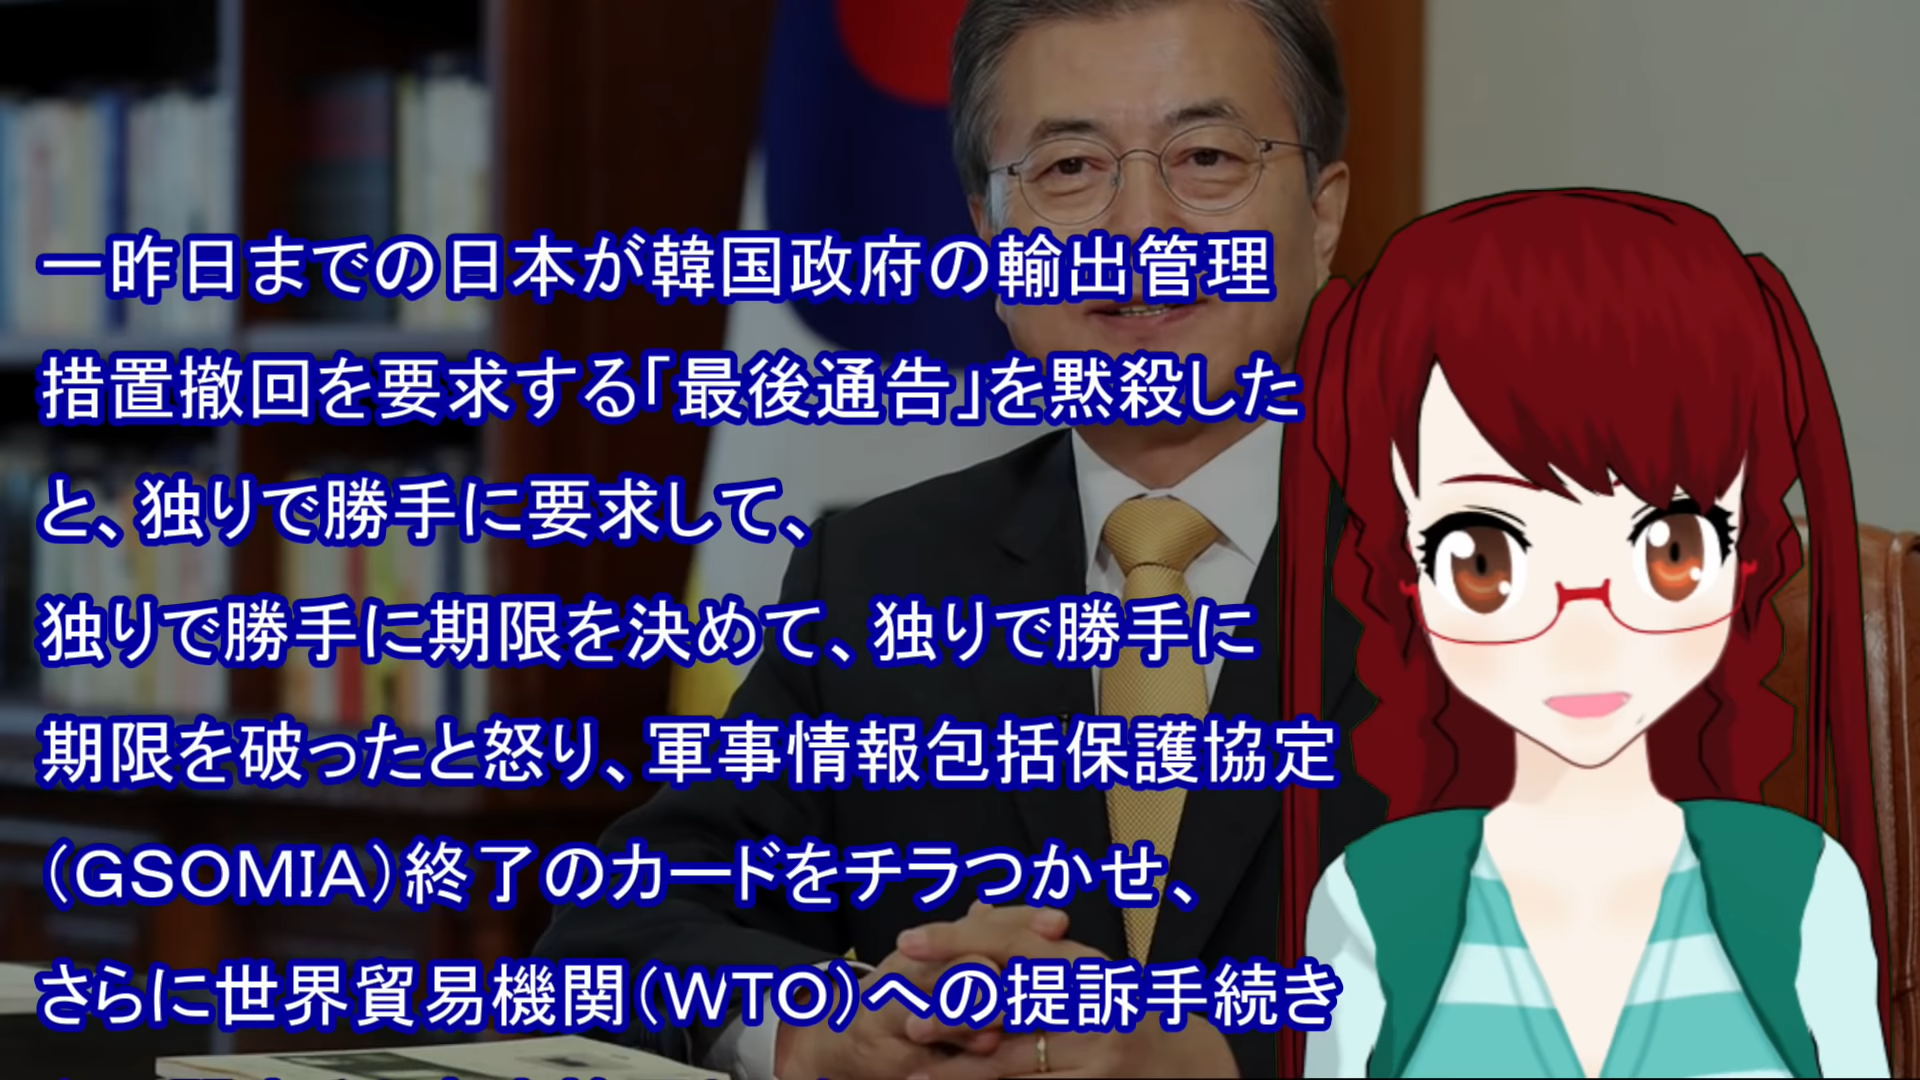 一昨日までの日本が韓国政府の輸出管理
措置撤回を要求する「最後通告」を黙殺した
と、独りで勝手に要求して、
独りで勝手に期限を決めて、独りで勝手に
期限を破ったと怒り、軍事情報包括保護協定
（GSOMIA）終了のカードをチラつかせ、
さらに世界貿易機関（WTO）への提訴手続き